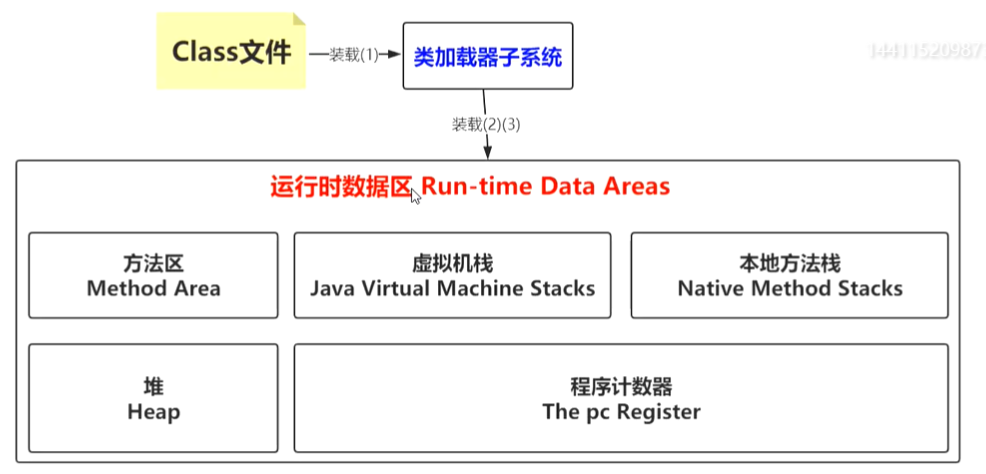 Class文件
装载(1)
类加载器子系统
14411520987
装载(2)(3)
运行时数据区 Run-time Data Areas
方法区
Method Area
虚拟机栈
Java Virtual Machine Stacks
本地方法栈
Native Method Stacks
堆
Heap
程序计数器
The pc Register